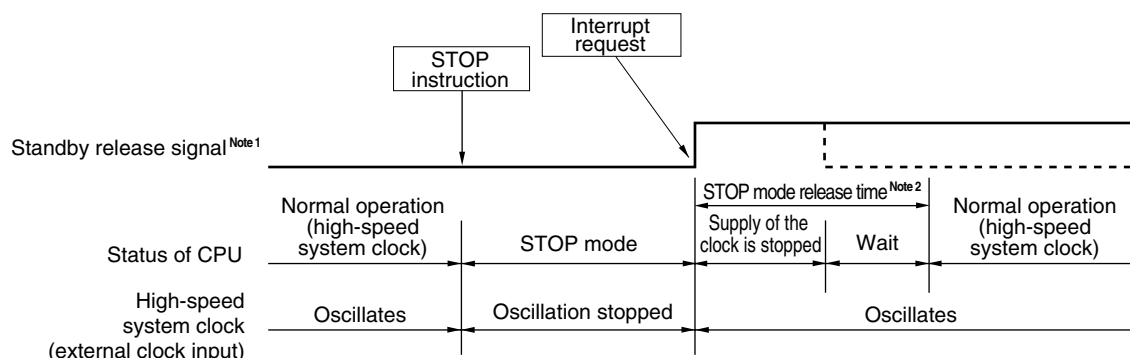 Interrupt
request
STOP
instruction
Standby release signal Note 1
STOP mode release time Note 2
Normal operation
(high-speed
system clock)
Supply of the
clock is stopped
Normal operation
(high-speed
system clock)
Status of CPU
STOP mode
Wait
High-speed
system clock
(external clock input)
Oscillates
Oscillation stopped
Oscillates